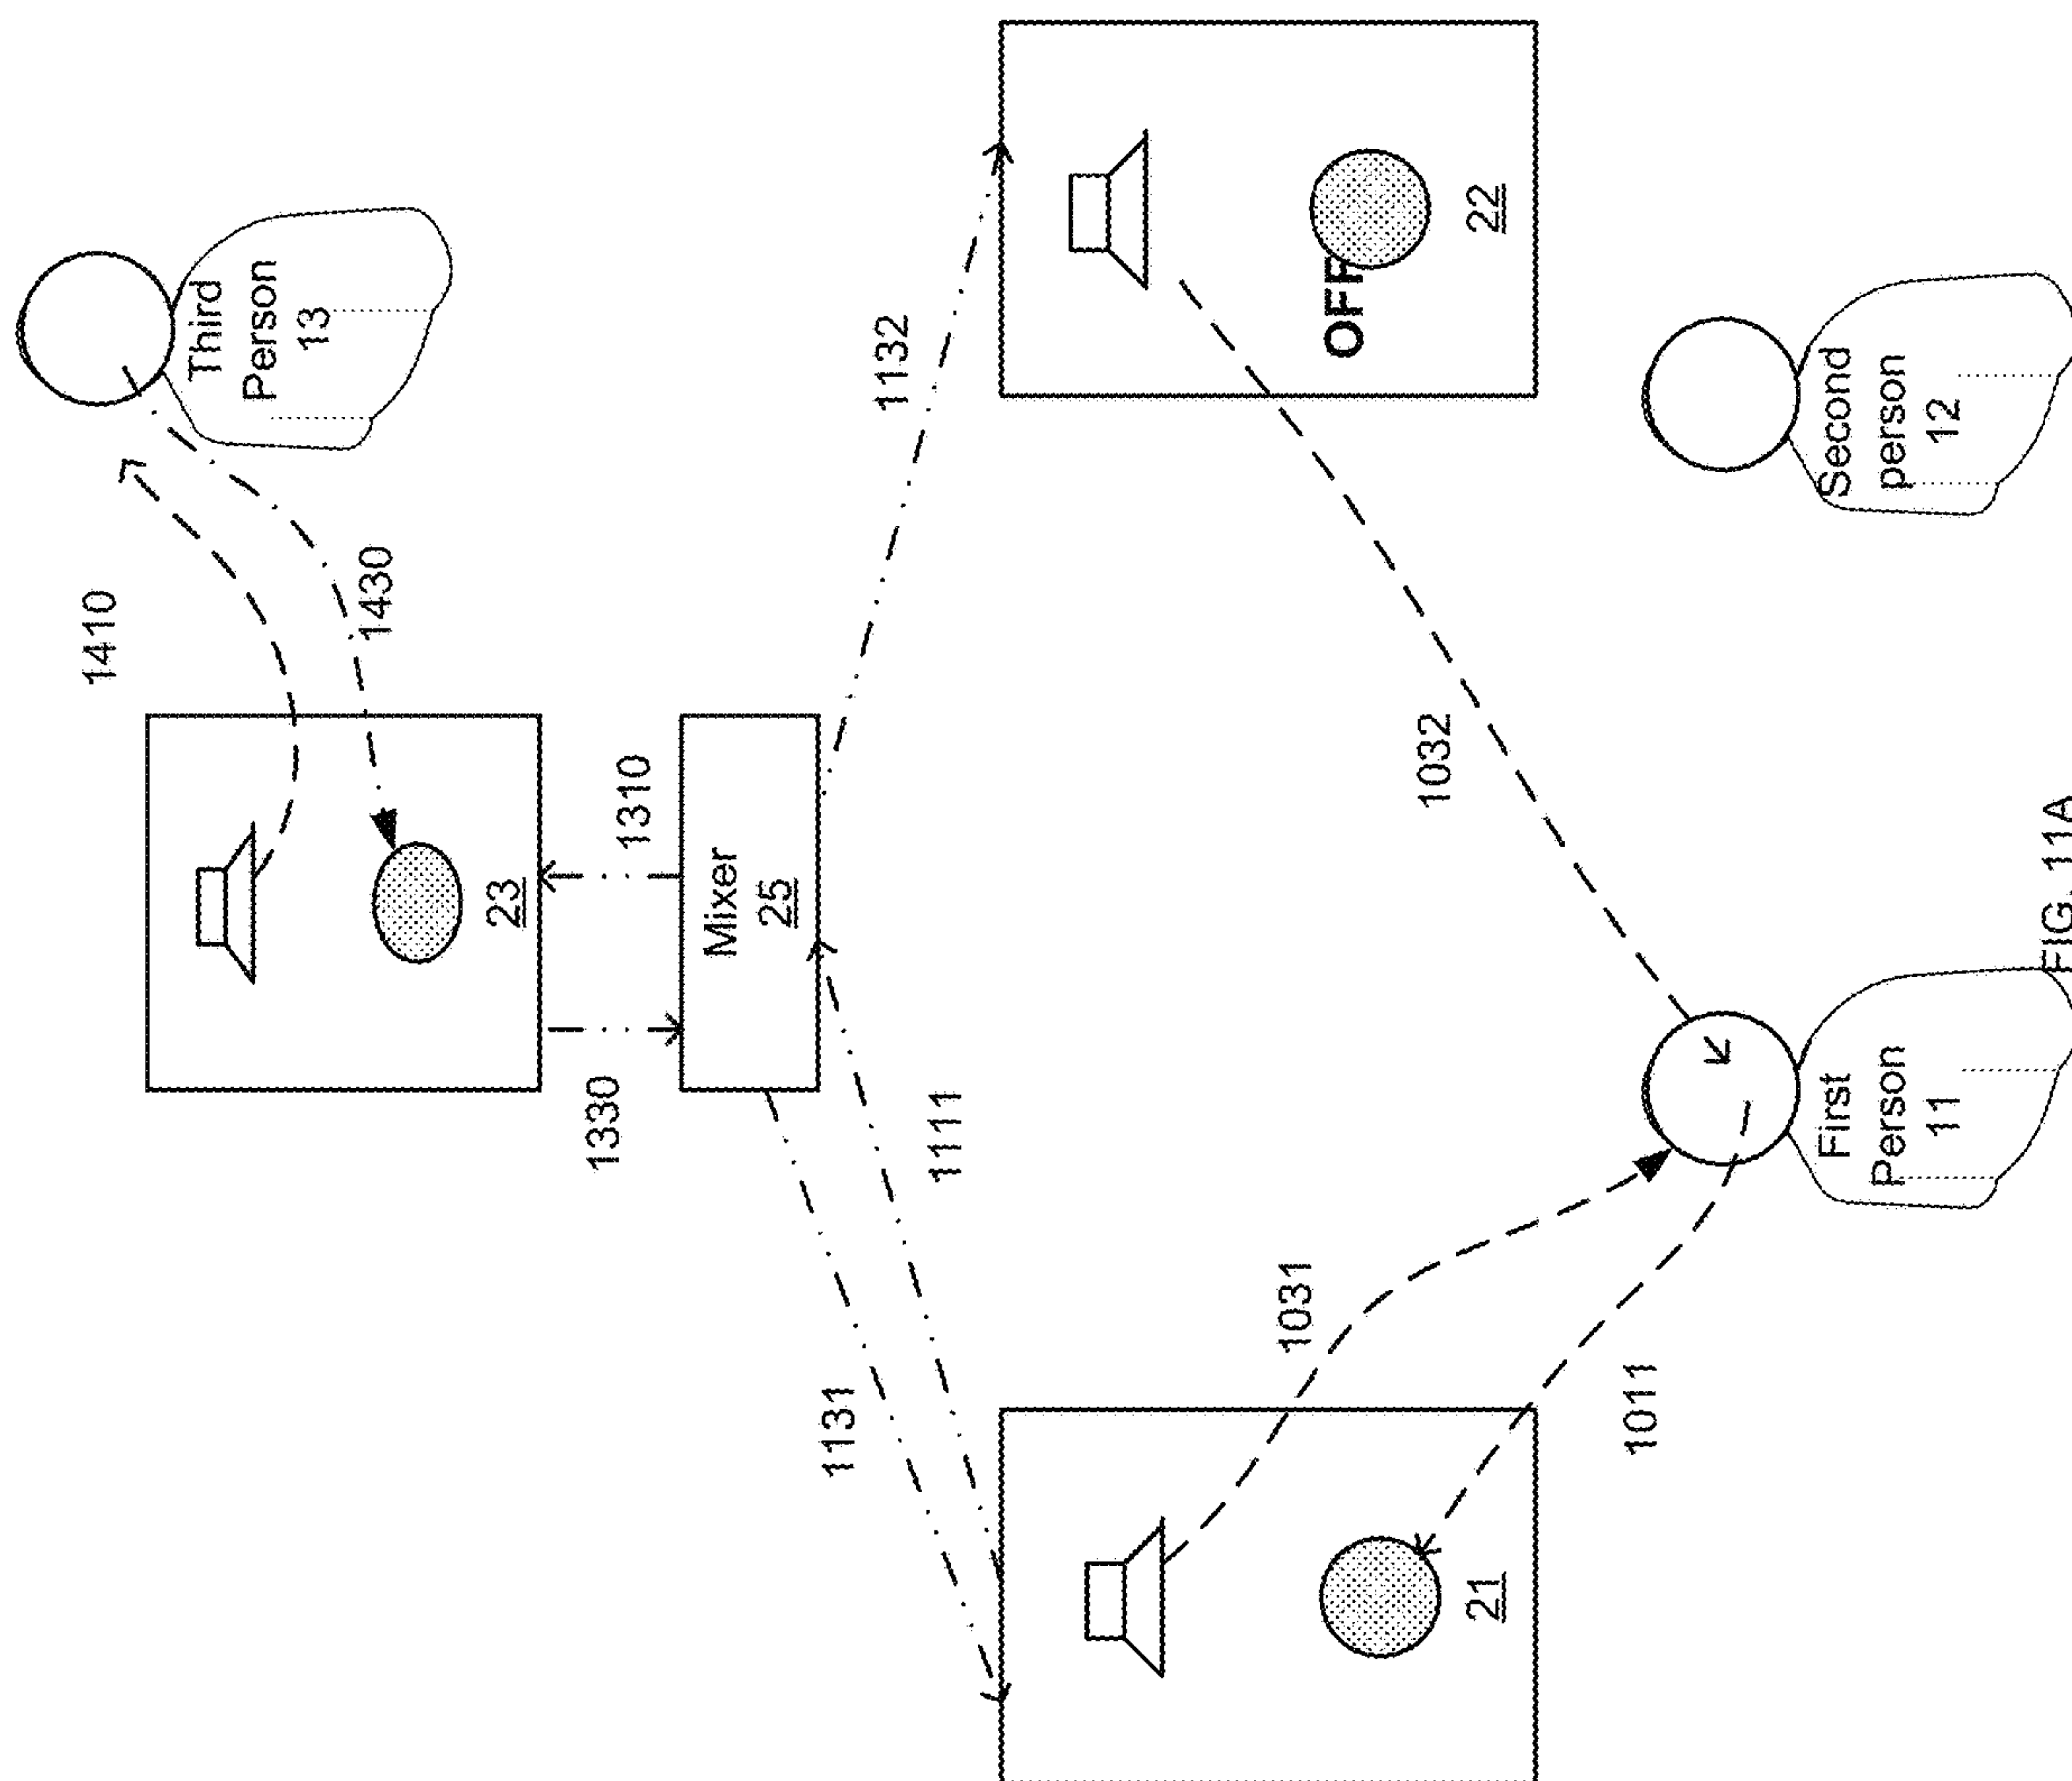 Third
Person
13
1410
1430
1132
OFF
22
23
1310
1330
Mixer
25
1111
1131
1032
Second
person
12
1031
1011
21
First
Person
11
FIG. 11A